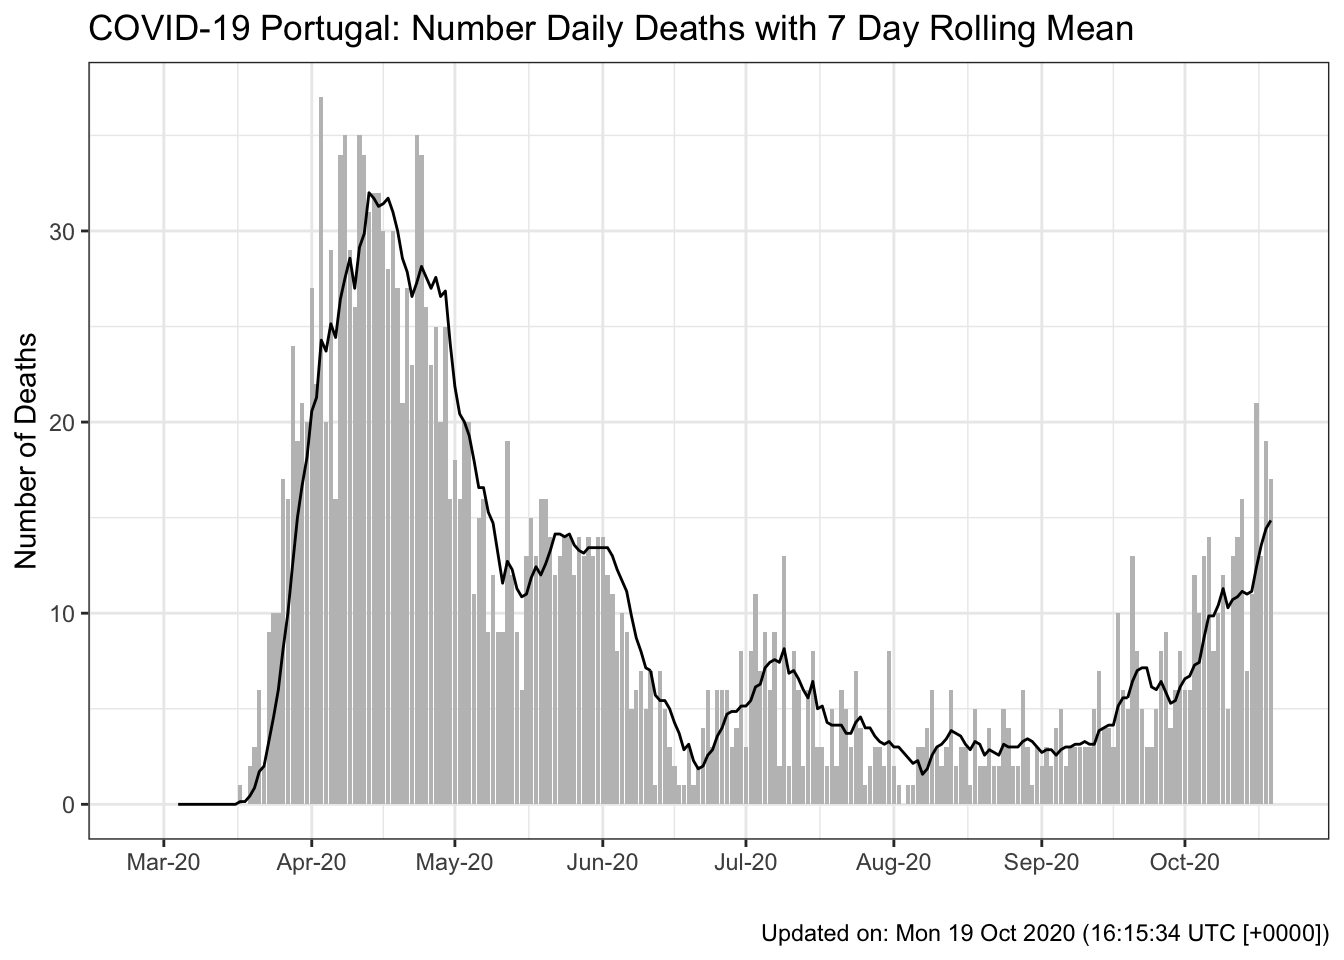 COVID-19 Portugal: Number Daily Deaths with 7 Day Rolling Mean
Number of Deaths
30
20
10
0
Mar-20 Apr-20 May-20 Jun-20 Jul-20 Aug-20 Sep-20 Oct-20
Updated on: Mon 19 Oct 2020 (16:15:34 UTC [+0000])